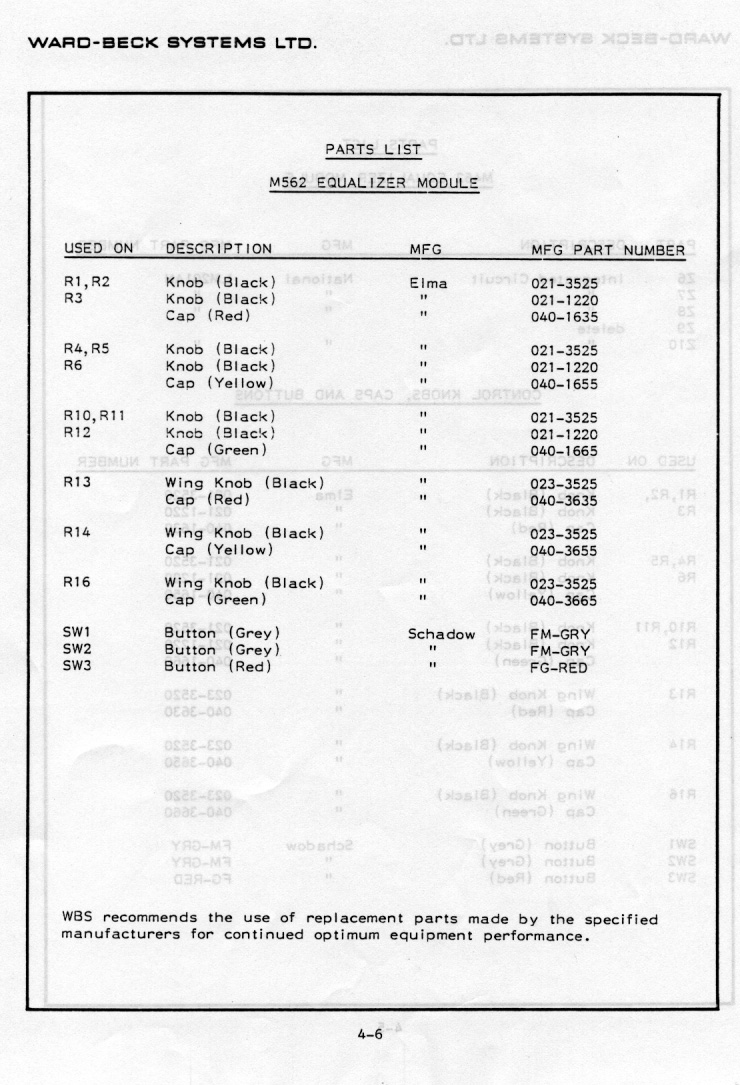 WARD-BECK SYSTEMS LTD.
PARTS LIST
M562 EQUALIZER MODULE
USED ON DESCRIPTION MFG MFG PART NUMBER
R1,R2 Knob (Black) Elma 021-3525
R3 Knob (Black) " 021-1220
Cap (Red) " 040-1635
R4,R5 Knob (Black) " 021-3525
R6 Knob (Black) " 021-1220
Cap (Yellow) " 040-1655
R10,R11 Knob (Black) " 021-3525
R12 Knob (Black) " 021-1220
Cap (Green) " 040-1665
R13 Wing Knob (Black) " 023-3525
Cap (Red) " 040-3635
R14 Wing Knob (Black) " 023-3525
Cap (Yellow) " 040-3655
R16 Wing Knob (Black) " 023-3525
Cap (Green) " 040-3665
SW1 Button (Grey) Schadow FM-GRY
SW2 Button (Grey) " FM-GRY
SW3 Button (Red) " FG-RED
WBS recommends the use of replacement parts made by the specified
manufacturers for continued optimum equipment performance.
4-6